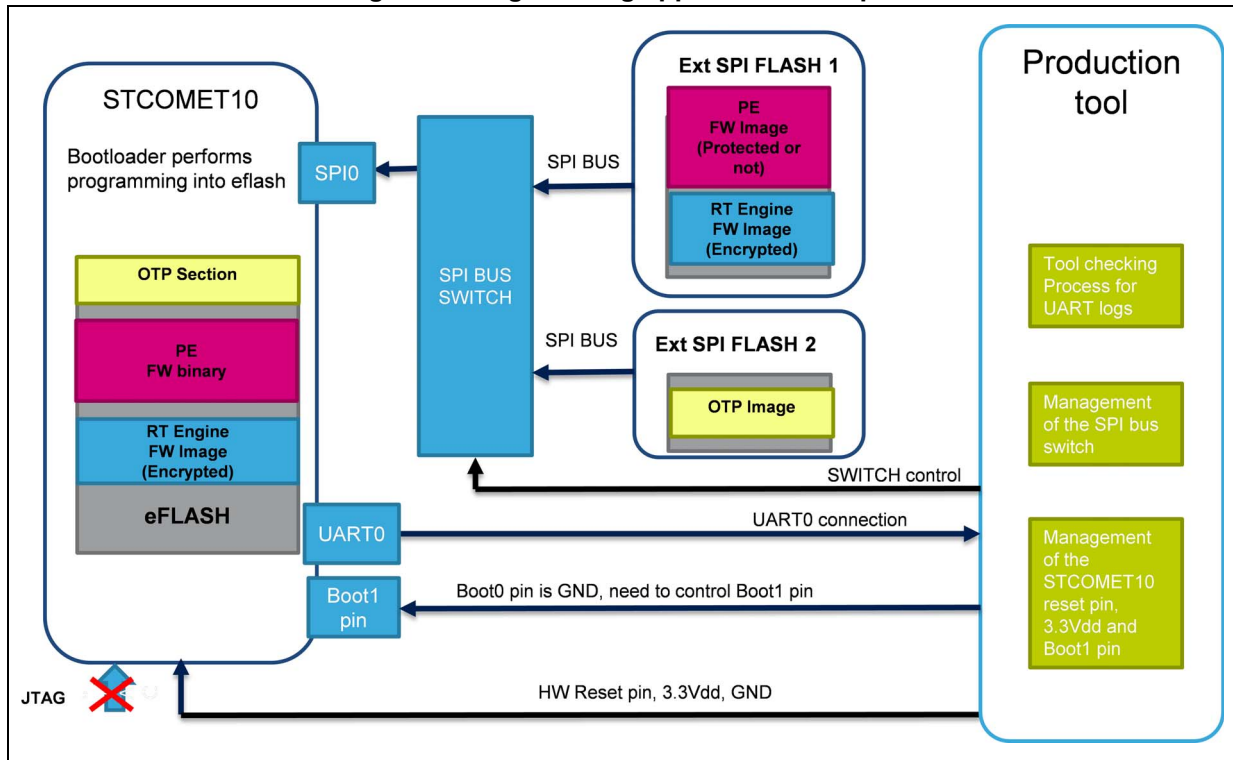 STCOMET10
Bootloader performs
programming into eflash
OTP Section
PE
FW binary
RT Engine
FW Image
(Encrypted)
eFLASH
SPI0
UART0
Boot1
pin
JTAG
SPI BUS
SWITCH
SPI BUS
SPI BUS
Ext SPI FLASH 1
PE
FW Image
(Protected or
not)
RT Engine
FW Image
(Encrypted)
Ext SPI FLASH 2
OTP Image
SWITCH control
UART0 connection
Boot0 pin is GND, need to control Boot1 pin
HW Reset pin, 3.3Vdd, GND
Production
tool
Tool checking
Process for
UART logs
Management
of the SPI bus
switch
Management
of the
STCOMET10
reset pin,
3.3Vdd and
Boot1 pin